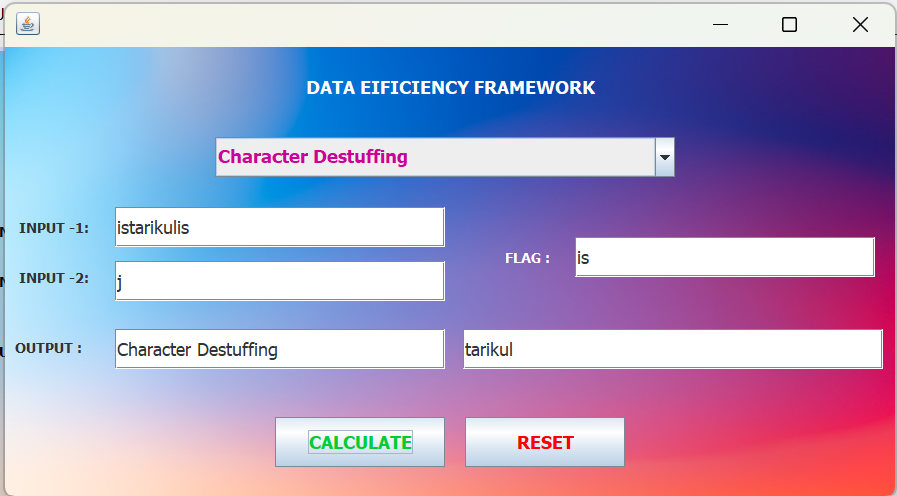 DATA EIFICIENCY FRAMEWORK
Character Destuffing
INPUT -1: istarikulis
FLAG : is
INPUT -2: j
OUTPUT : Character Destuffing tarikul
CALCULATE RESET